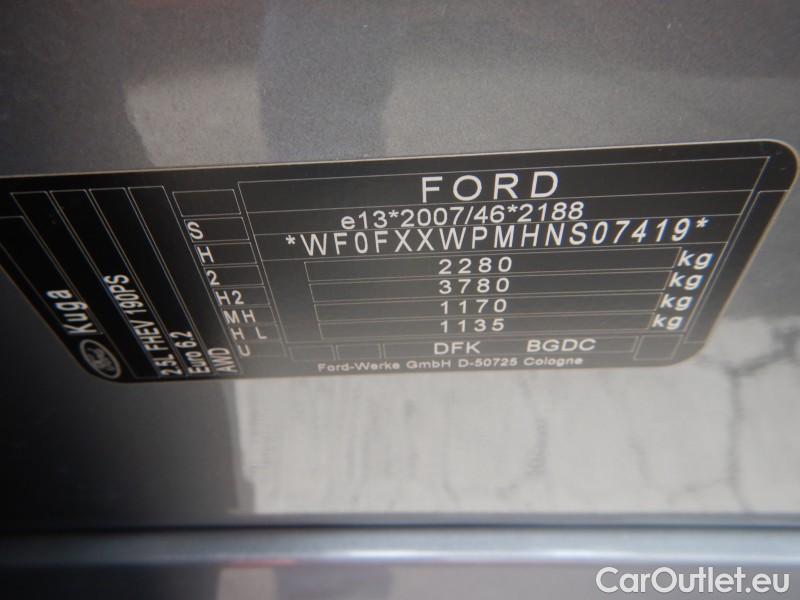 FORD
e13*2007/46*2188
*WF0FXXWPMHNS07419*
2280 kg
3780 kg
1170 kg
1135 kg
DFK BGDC
Ford-Werke GmbH D-50725 Cologne
S
H
2
H2
MH
H L
U
Ford Kuga
2.5L FHEV 190PS
Euro 6.2
AWD
CarOutlet.eu